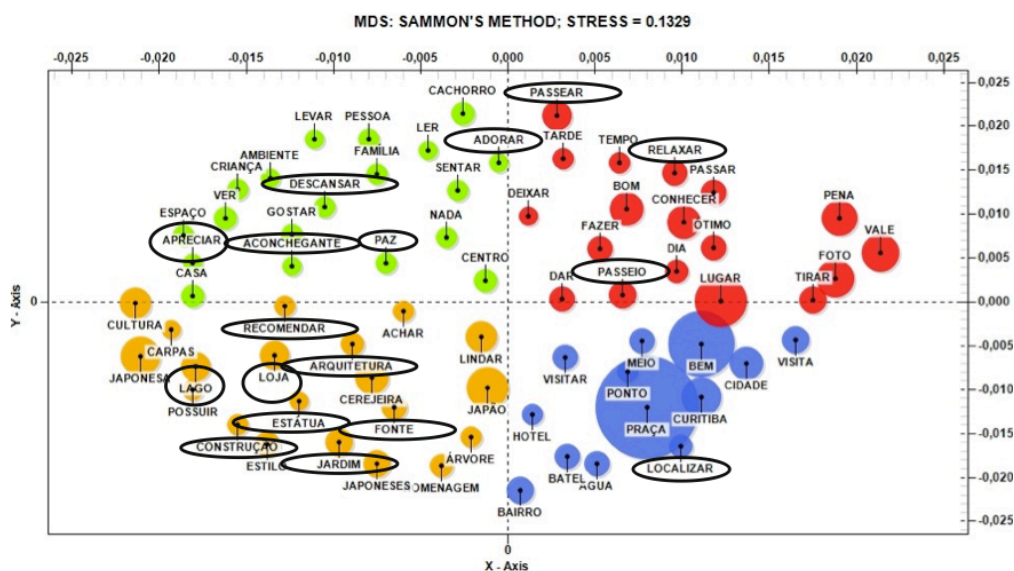 MDS: SAMMON'S METHOD; STRESS = 0.1329
-0,025 -0,020 -0,015 -0,010 -0,005 0,000 0,005 0,010 0,015 0,020 0,025
CACHORRO
PASSEAR
0,025
LEVAR
PESSOA
LER
ADORAR
TARDE
TEMPO
RELAXAR
0,020
AMBIENTE
FAMILIA
CRIANÇA
SENTAR
PASSAR
0,015
VER
DESCANSAR
DEIXAR
BOM
CONHECER
PENA
ESPAÇO
GOSTAR
NADA
FAZER
ÓTIMO
VALE
0,010
APRECIAR
ACONCHEGANTE
PAZ
DIA
FOTO
0,005
CASA
CENTRO
DAR
PASSEIO
LUGAR
TIRAR
Y - Axis
0
0,000
CULTURA
RECOMENDAR
ACHAR
CARPAS
LINDAR
MEIO
BEM
VISITA
-0,005
JAPONESA
LOJA
ARQUITETURA
VISITAR
CIDADE
LAGO
CEREJEIRA
JAPÃO
PONTO
-0,010
POSSUIR
ESTÁTUA
FONTE
HOTEL
PRAÇA
CURITIBA
-0,015
CONSTRUÇÃO
ESTILO
JARDIM
ÁRVORE
LOCALIZAR
JAPONESES
OMENAGEM
BATEL
ÁGUA
-0,020
BAIRRO
-0,025
0
X - Axis